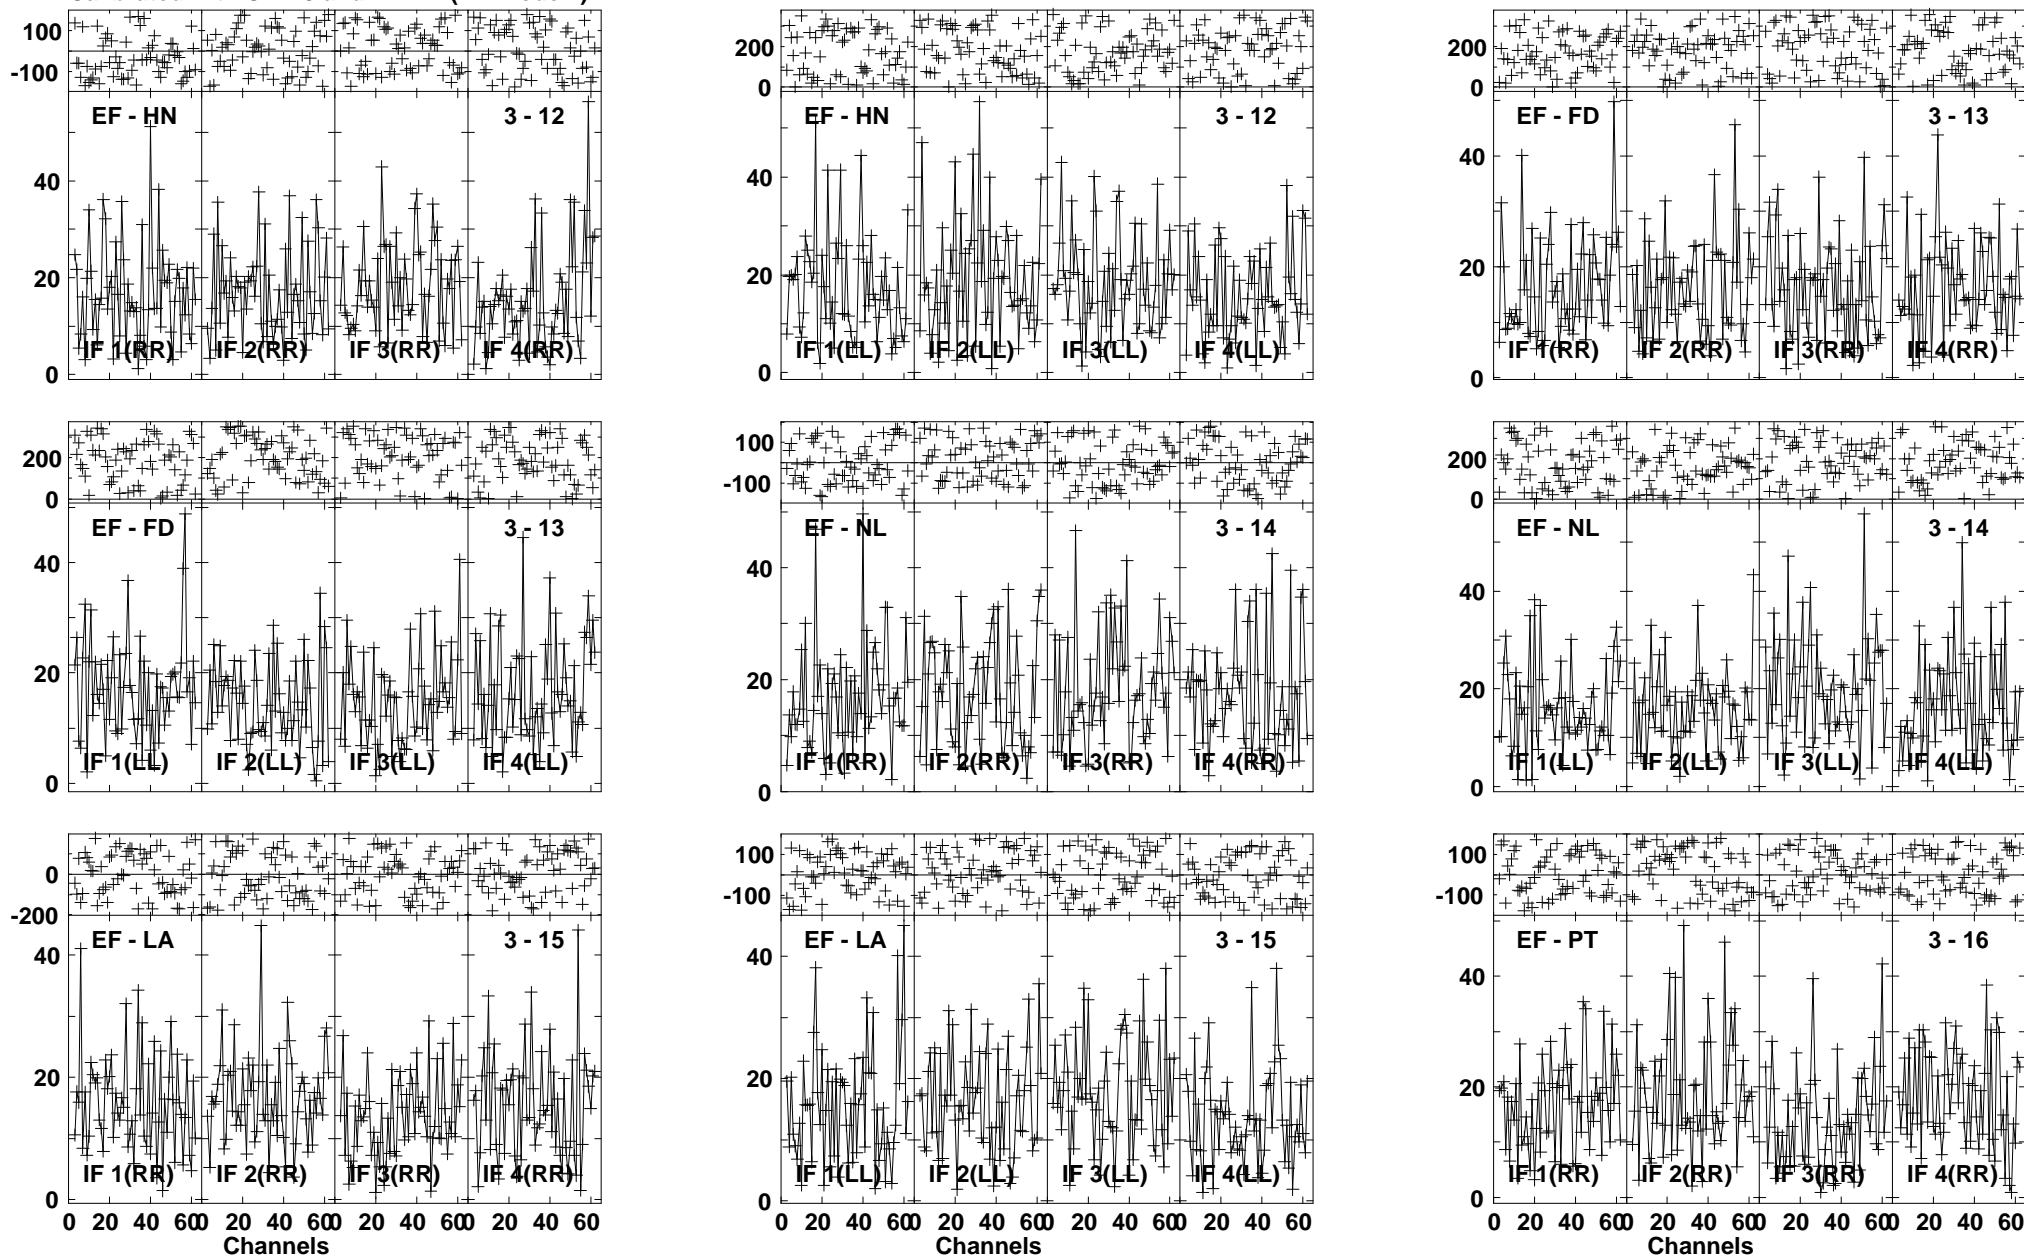 100
-100
EF - HN
3 - 12
40
20
0
IF 1(RR)
IF 2(RR)
IF 3(RR)
IF 4(RR)
200
0
EF - HN
3 - 12
40
20
0
IF 1(LL)
IF 2(LL)
IF 3(LL)
IF 4(LL)
200
0
EF - FD
3 - 13
40
20
0
IF 1(RR)
IF 2(RR)
IF 3(RR)
IF 4(RR)
200
0
EF - FD
3 - 13
40
20
0
IF 1(LL)
IF 2(LL)
IF 3(LL)
IF 4(LL)
100
-100
EF - NL
3 - 14
40
20
0
IF 1(RR)
IF 2(RR)
IF 3(RR)
IF 4(RR)
200
0
EF - NL
3 - 14
40
20
0
IF 1(LL)
IF 2(LL)
IF 3(LL)
IF 4(LL)
0
-200
EF - LA
3 - 15
40
20
0
IF 1(RR)
IF 2(RR)
IF 3(RR)
IF 4(RR)
0 20 40 60 0 20 40 60 0 20 40 60 0 20 40 60
Channels
100
-100
EF - LA
3 - 15
40
20
0
IF 1(LL)
IF 2(LL)
IF 3(LL)
IF 4(LL)
0 20 40 60 0 20 40 60 0 20 40 60 0 20 40 60
Channels
100
-100
EF - PT
3 - 16
40
20
0
IF 1(RR)
IF 2(RR)
IF 3(RR)
IF 4(RR)
0 20 40 60 0 20 40 60 0 20 40 60 0 20 40 60
Channels